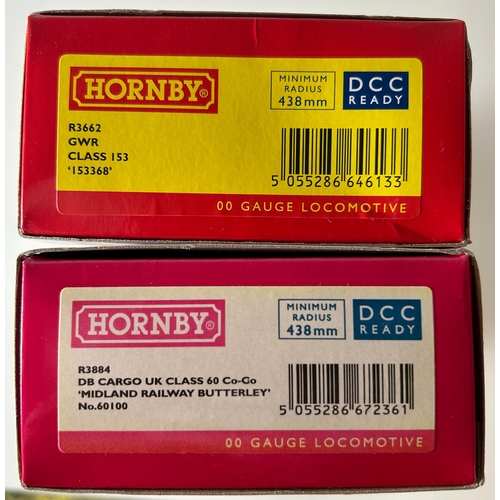 HORNBY®
MINIMUM
RADIUS
438mm
DCC
READY
R3662
GWR
CLASS 153
'153368'
5 055286 646133
00 GAUGE LOCOMOTIVE
HORNBY®
MINIMUM
RADIUS
438mm
DCC
READY
R3884
DB CARGO UK CLASS 60 Co-Co
'MIDLAND RAILWAY BUTTERLEY'
No.60100
5 055286 672361
00 GAUGE LOCOMOTIVE